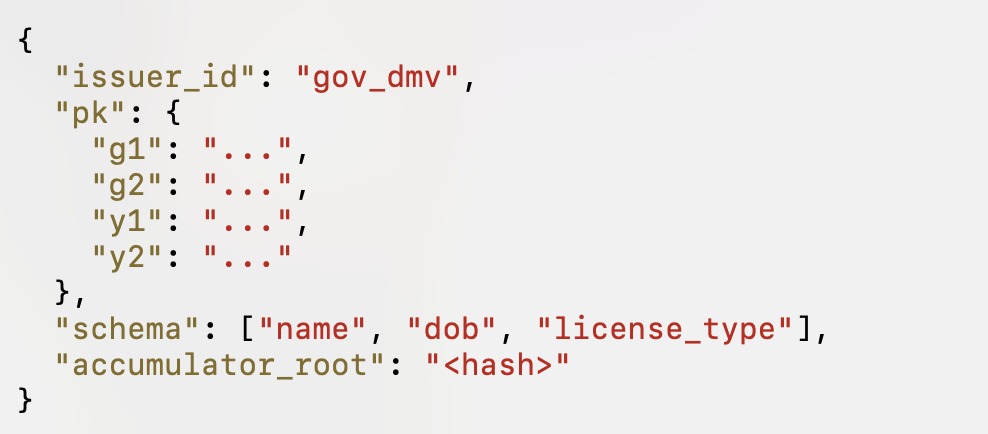 {
  "issuer_id": "gov_dmv",
  "pk": {
    "g1": "...",
    "g2": "...",
    "y1": "...",
    "y2": "..."
  },
  "schema": ["name", "dob", "license_type"],
  "accumulator_root": "<hash>"
}